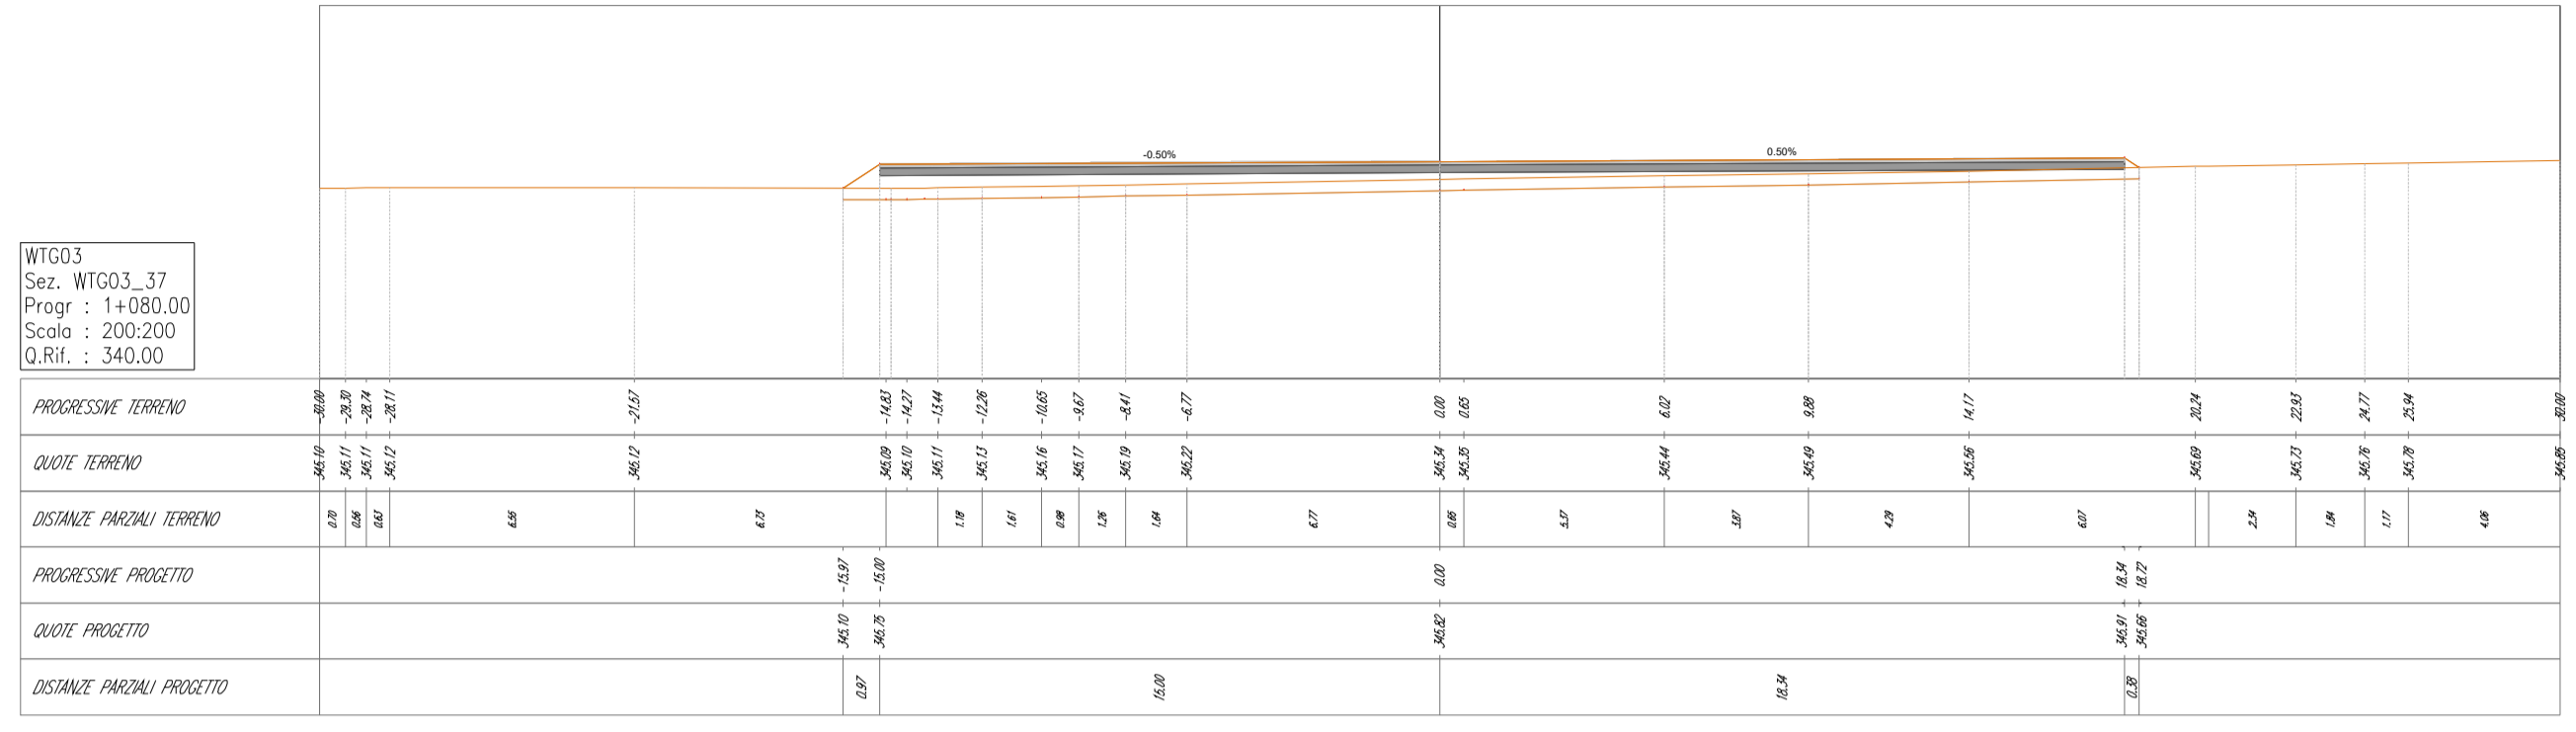 -0.50%
0.50%
WTG03
Sez. WTG03_37
Progr : 1+080.00
Scala : 200:200
Q.Rif. : 340.00
PROGRESSIVE TERRENO -30.00 -29.30 -28.74 -28.11 -21.57 -14.83 -14.27 -13.44 -12.26 -10.65 -9.67 -8.41 -6.77 0.00 0.65 6.02 9.88 14.17 20.24 22.93 24.77 25.94 30.00
QUOTE TERRENO 345.10 345.11 345.11 345.12 345.12 345.09 345.10 345.11 345.13 345.16 345.17 345.19 345.22 345.34 345.35 345.44 345.49 345.56 345.69 345.73 345.76 345.78 345.85
DISTANZE PARZIALI TERRENO 0.70 0.56 0.63 6.55 6.73 1.18 1.61 0.98 1.26 1.64 6.77 0.65 5.37 3.87 4.29 6.07 2.34 1.84 1.17 4.06
PROGRESSIVE PROGETTO -15.97 -15.00 0.00 18.34 18.72
QUOTE PROGETTO 345.10 345.75 345.82 345.91 345.66
DISTANZE PARZIALI PROGETTO 0.97 15.00 18.34 0.38